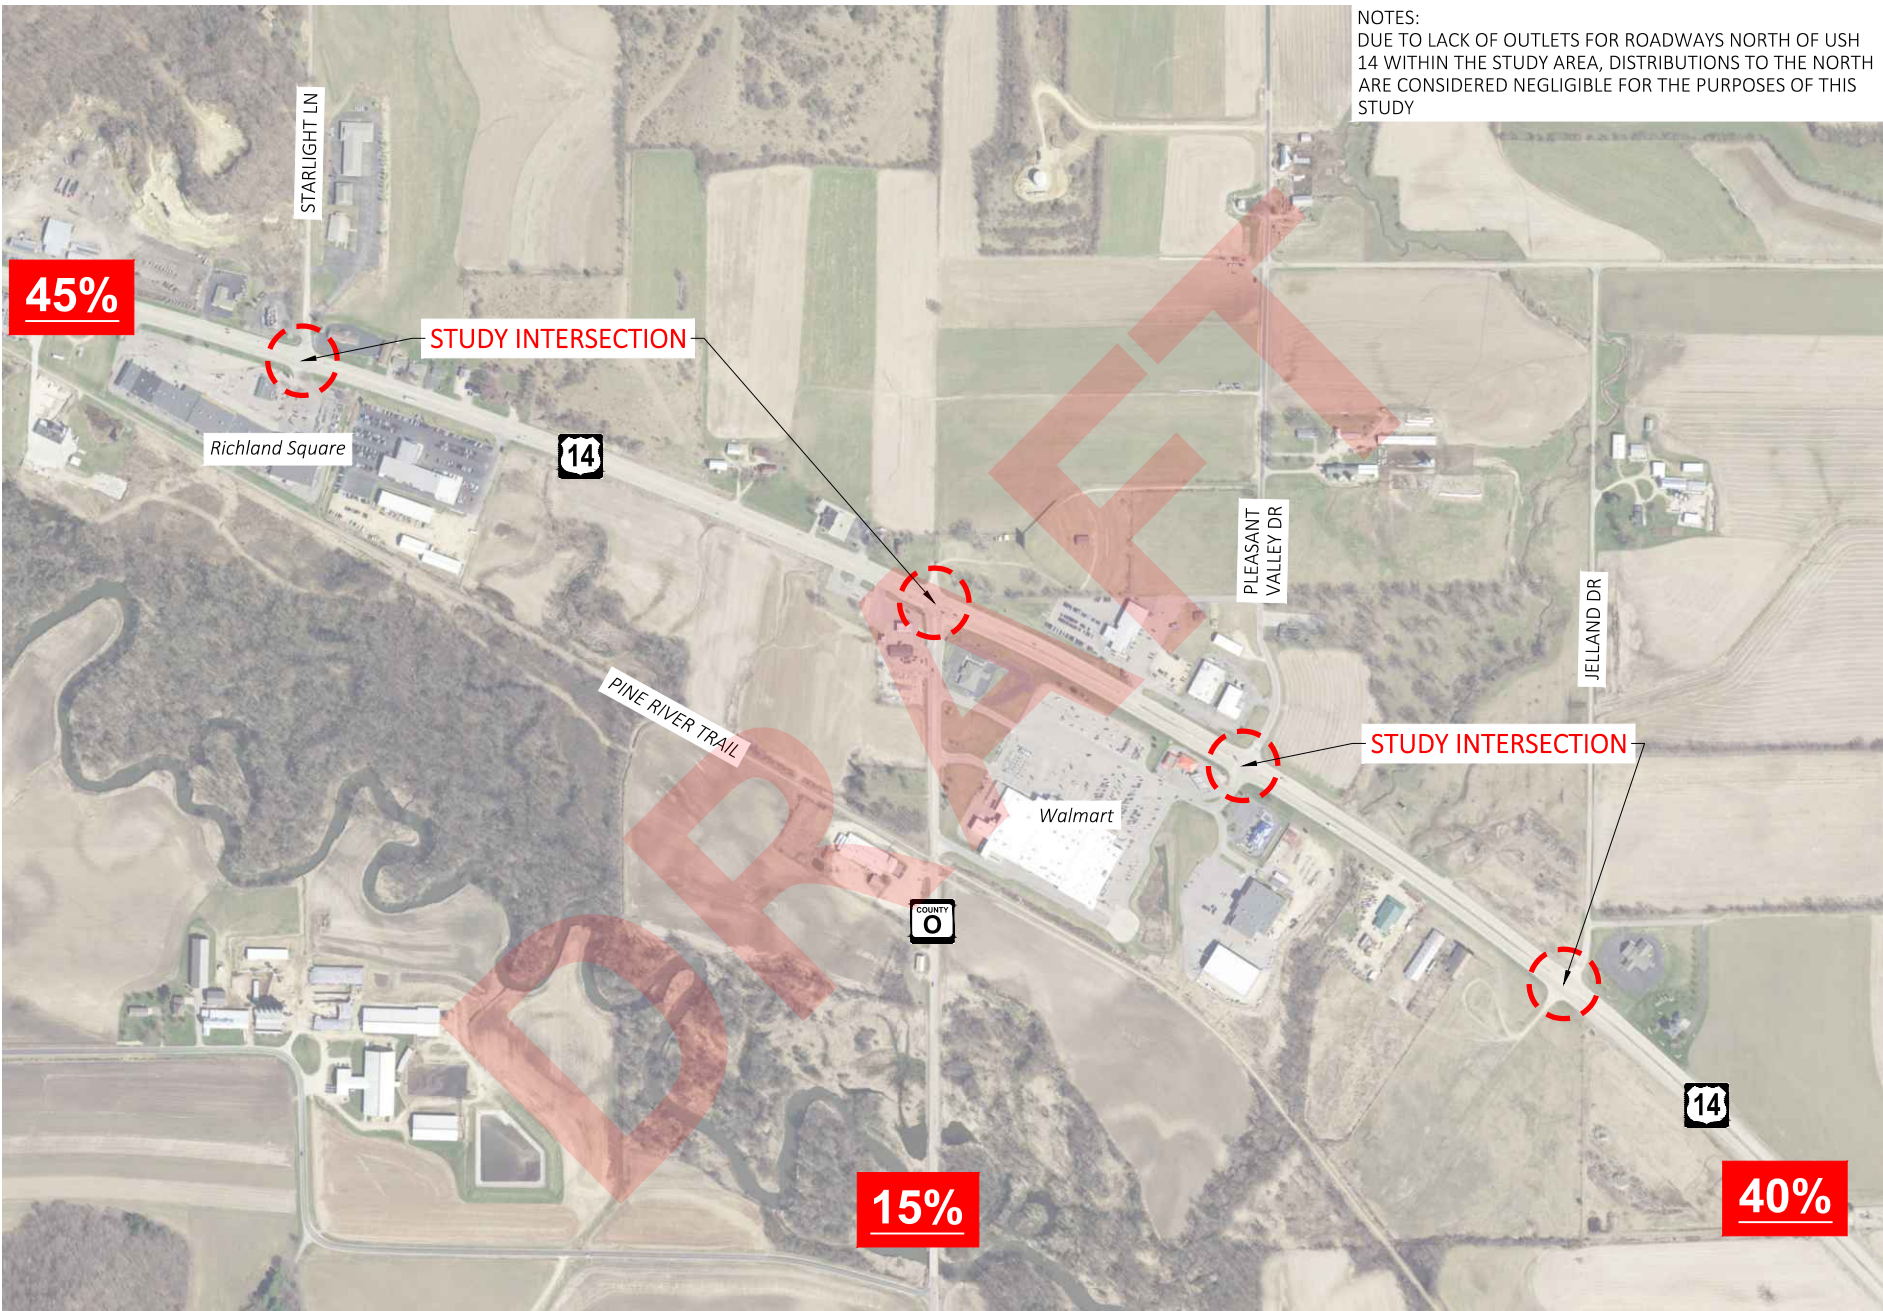 NOTES:
DUE TO LACK OF OUTLETS FOR ROADWAYS NORTH OF USH
14 WITHIN THE STUDY AREA, DISTRIBUTIONS TO THE NORTH
ARE CONSIDERED NEGLIGIBLE FOR THE PURPOSES OF THIS
STUDY
STARLIGHT LN
45%
STUDY INTERSECTION
Richland Square
14
PLEASANT
VALLEY DR
JELLAND DR
PINE RIVER TRAIL
STUDY INTERSECTION
Walmart
COUNTY
O
14
15%
40%
DRAFT